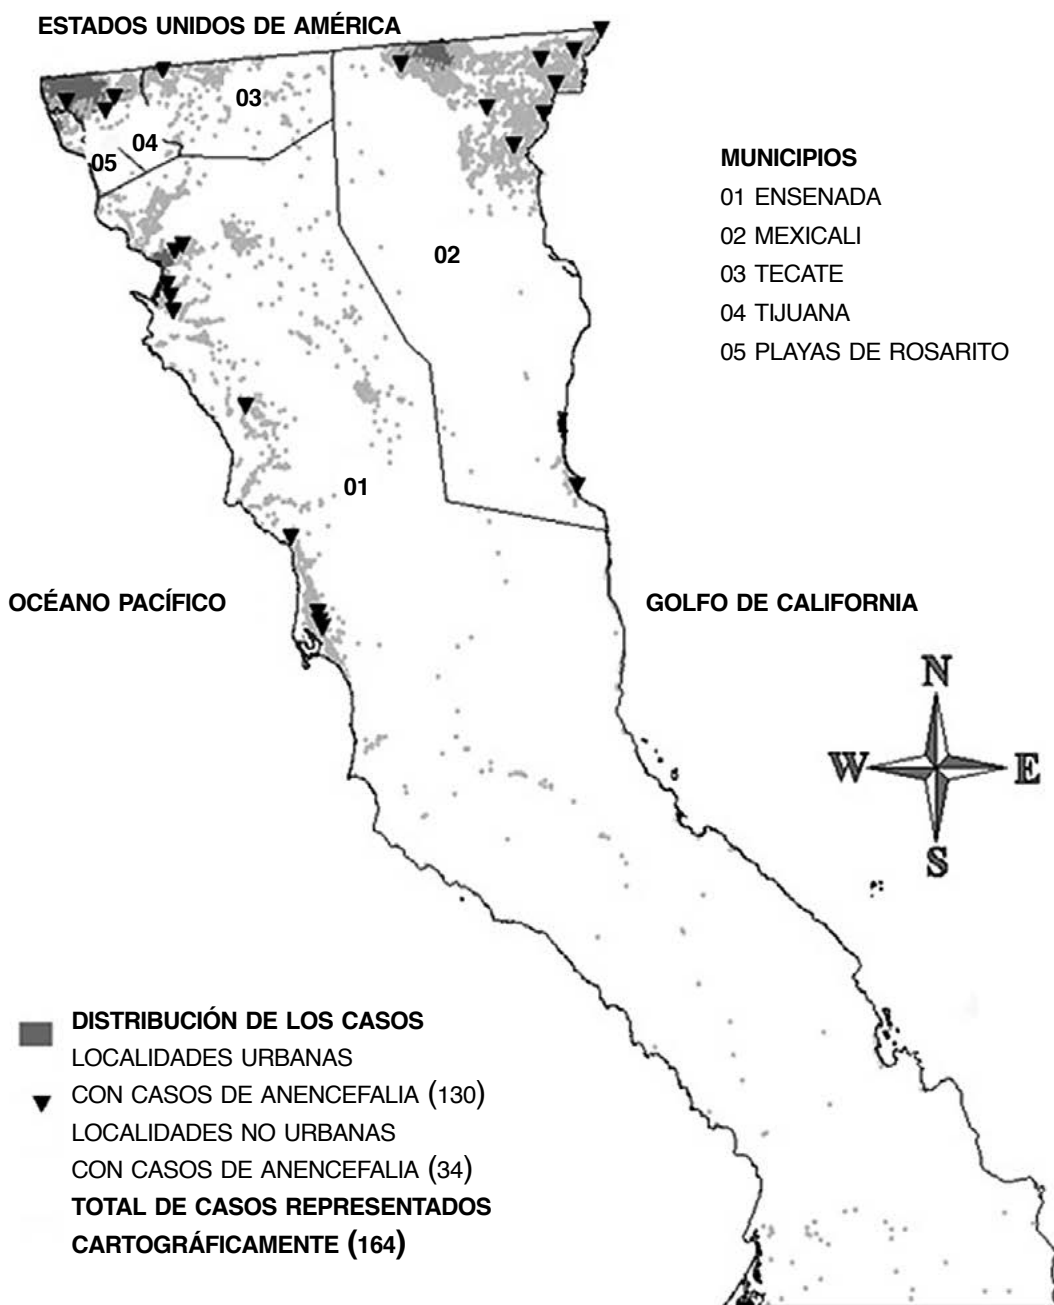 ESTADOS UNIDOS DE AMÉRICA
03
04
05
MUNICIPIOS
01 ENSENADA
02 MEXICALI
03 TECATE
04 TIJUANA
05 PLAYAS DE ROSARITO
02
01
OCÉANO PACÍFICO
GOLFO DE CALIFORNIA
N
W
E
S
DISTRIBUCIÓN DE LOS CASOS
LOCALIDADES URBANAS
CON CASOS DE ANENCEFALIA (130)
LOCALIDADES NO URBANAS
CON CASOS DE ANENCEFALIA (34)
TOTAL DE CASOS REPRESENTADOS
CARTOGRÁFICAMENTE (164)